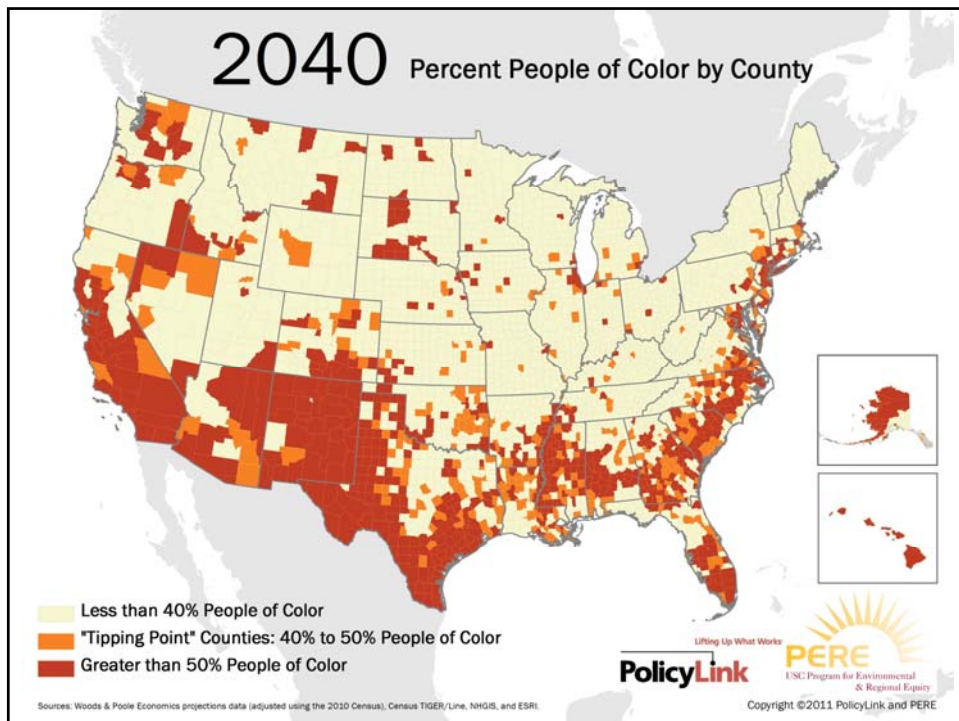 2040 Percent People of Color by County
Less than 40% People of Color
"Tipping Point" Counties: 40% to 50% People of Color
Greater than 50% People of Color
Lifting Up What Works
PolicyLink
PERE
USC Program for Environmental
& Regional Equity
Sources: Woods & Poole Economics projections data (adjusted using the 2010 Census), Census TIGER/Line, NHGIS, and ESRI.
Copyright ©2011 PolicyLink and PERE